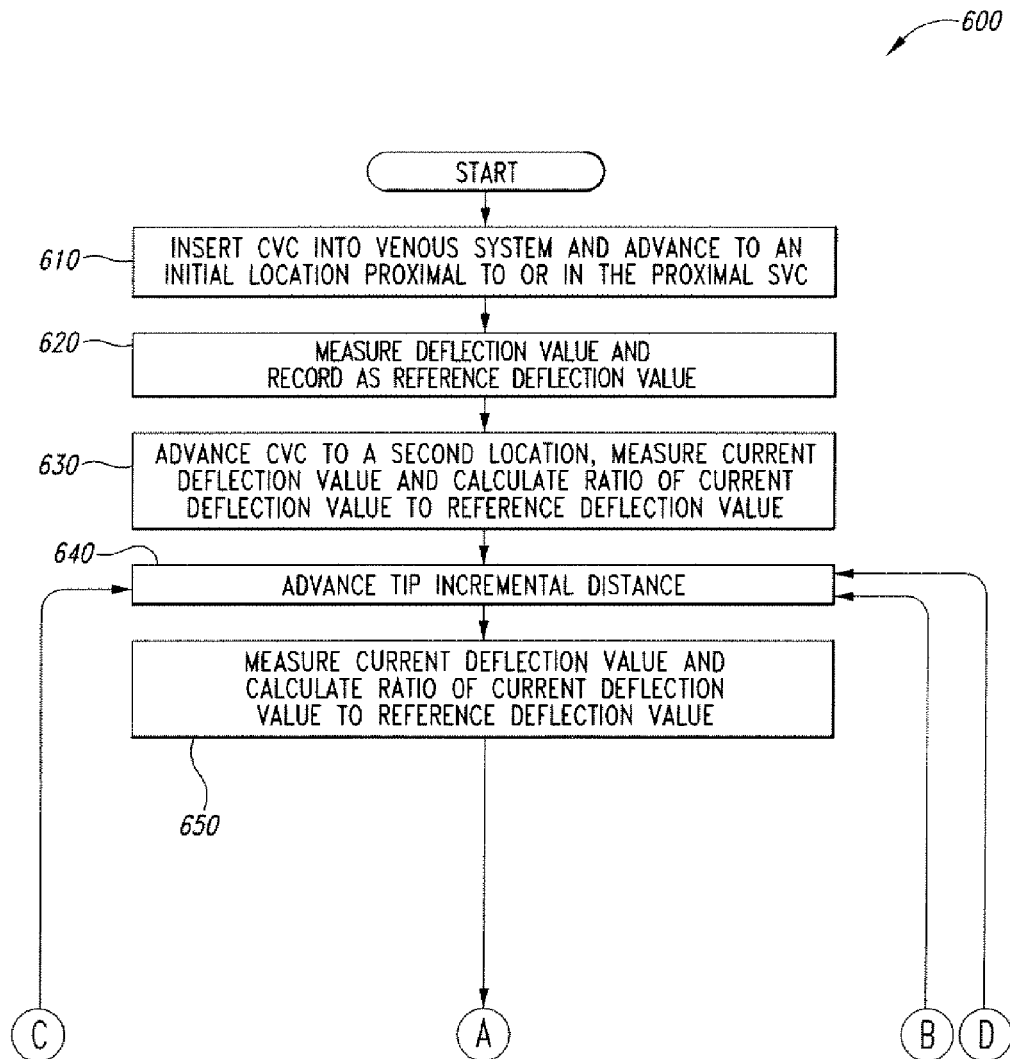 600
START
610
INSERT CVC INTO VENOUS SYSTEM AND ADVANCE TO AN
INITIAL LOCATION PROXIMAL TO OR IN THE PROXIMAL SVC
620
MEASURE DEFLECTION VALUE AND
RECORD AS REFERENCE DEFLECTION VALUE
630
ADVANCE CVC TO A SECOND LOCATION, MEASURE CURRENT
DEFLECTION VALUE AND CALCULATE RATIO OF CURRENT
DEFLECTION VALUE TO REFERENCE DEFLECTION VALUE
640
ADVANCE TIP INCREMENTAL DISTANCE
MEASURE CURRENT DEFLECTION VALUE AND
CALCULATE RATIO OF CURRENT DEFLECTION
VALUE TO REFERENCE DEFLECTION VALUE
650
C
A
B
D